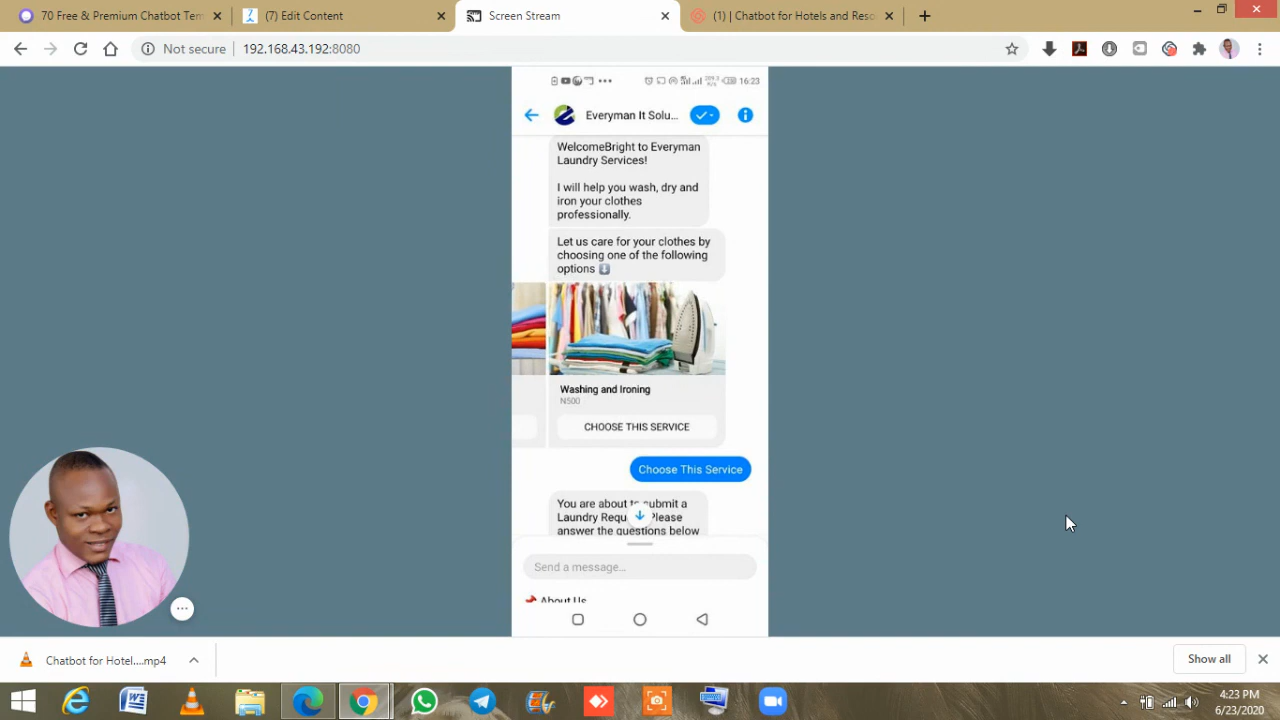 70 Free & Premium Chatbot Tem
(7) Edit Content
Screen Stream
(1) | Chatbot for Hotels and Reso
Not secure
192.168.43.192:8080
16:23
Everyman It Solu...
WelcomeBright to Everyman
Laundry Services!
I will help you wash, dry and
iron your clothes
professionally.
Let us care for your clothes by
choosing one of the following
options
Washing and Ironing
N500
CHOOSE THIS SERVICE
Choose This Service
You are about to submit a
Laundry Requ Please
answer the questions below
Send a message...
About Us
Chatbot for Hotel....mp4
Show all
4:23 PM
6/23/2020